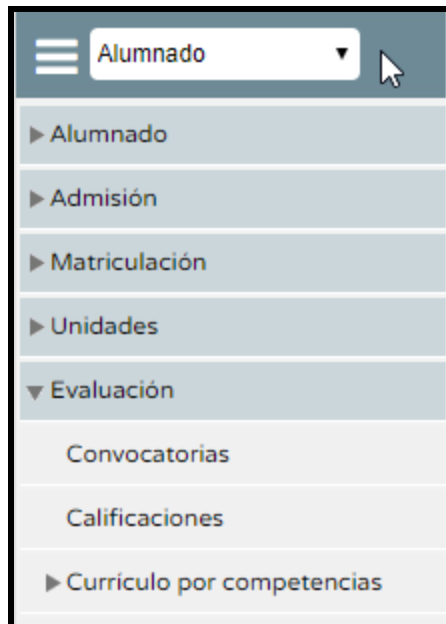 Alumnado
Alumnado
Admisión
Matriculación
Unidades
Evaluación
Convocatorias
Calificaciones
Currículo por competencias